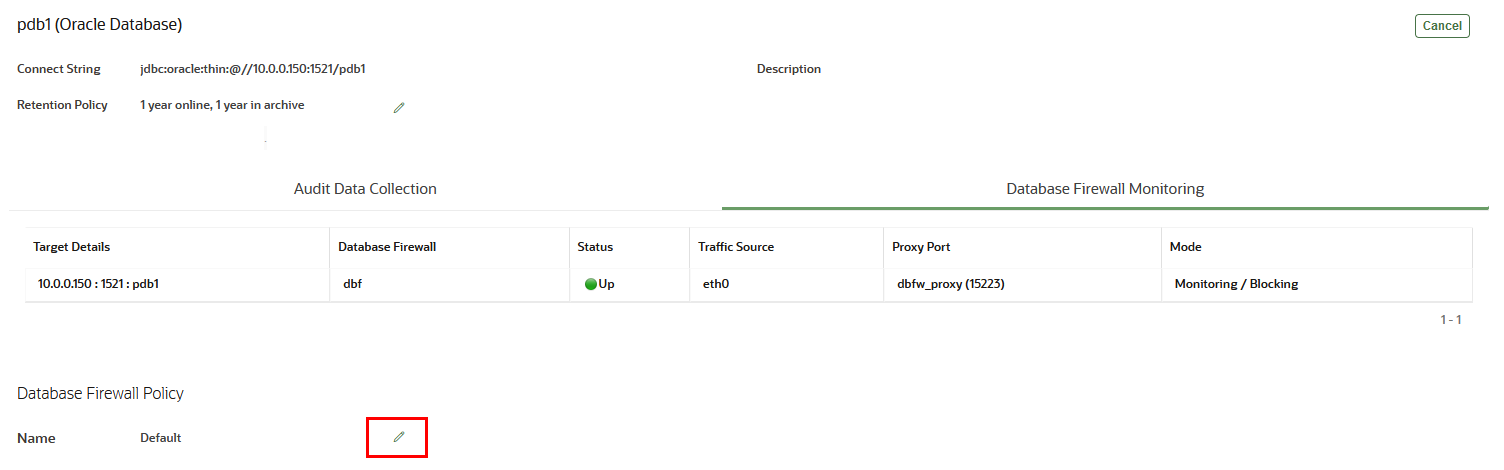 pdb1 (Oracle Database)
Cancel
Connect String jdbc:oracle:thin:@//10.0.0.150:1521/pdb1 Description
Retention Policy 1 year online, 1 year in archive
Audit Data Collection Database Firewall Monitoring
Target Details Database Firewall Status Traffic Source Proxy Port Mode
10.0.0.150 : 1521 : pdb1 dbf Up eth0 dbfw_proxy (15223) Monitoring / Blocking
1 - 1
Database Firewall Policy
Name Default